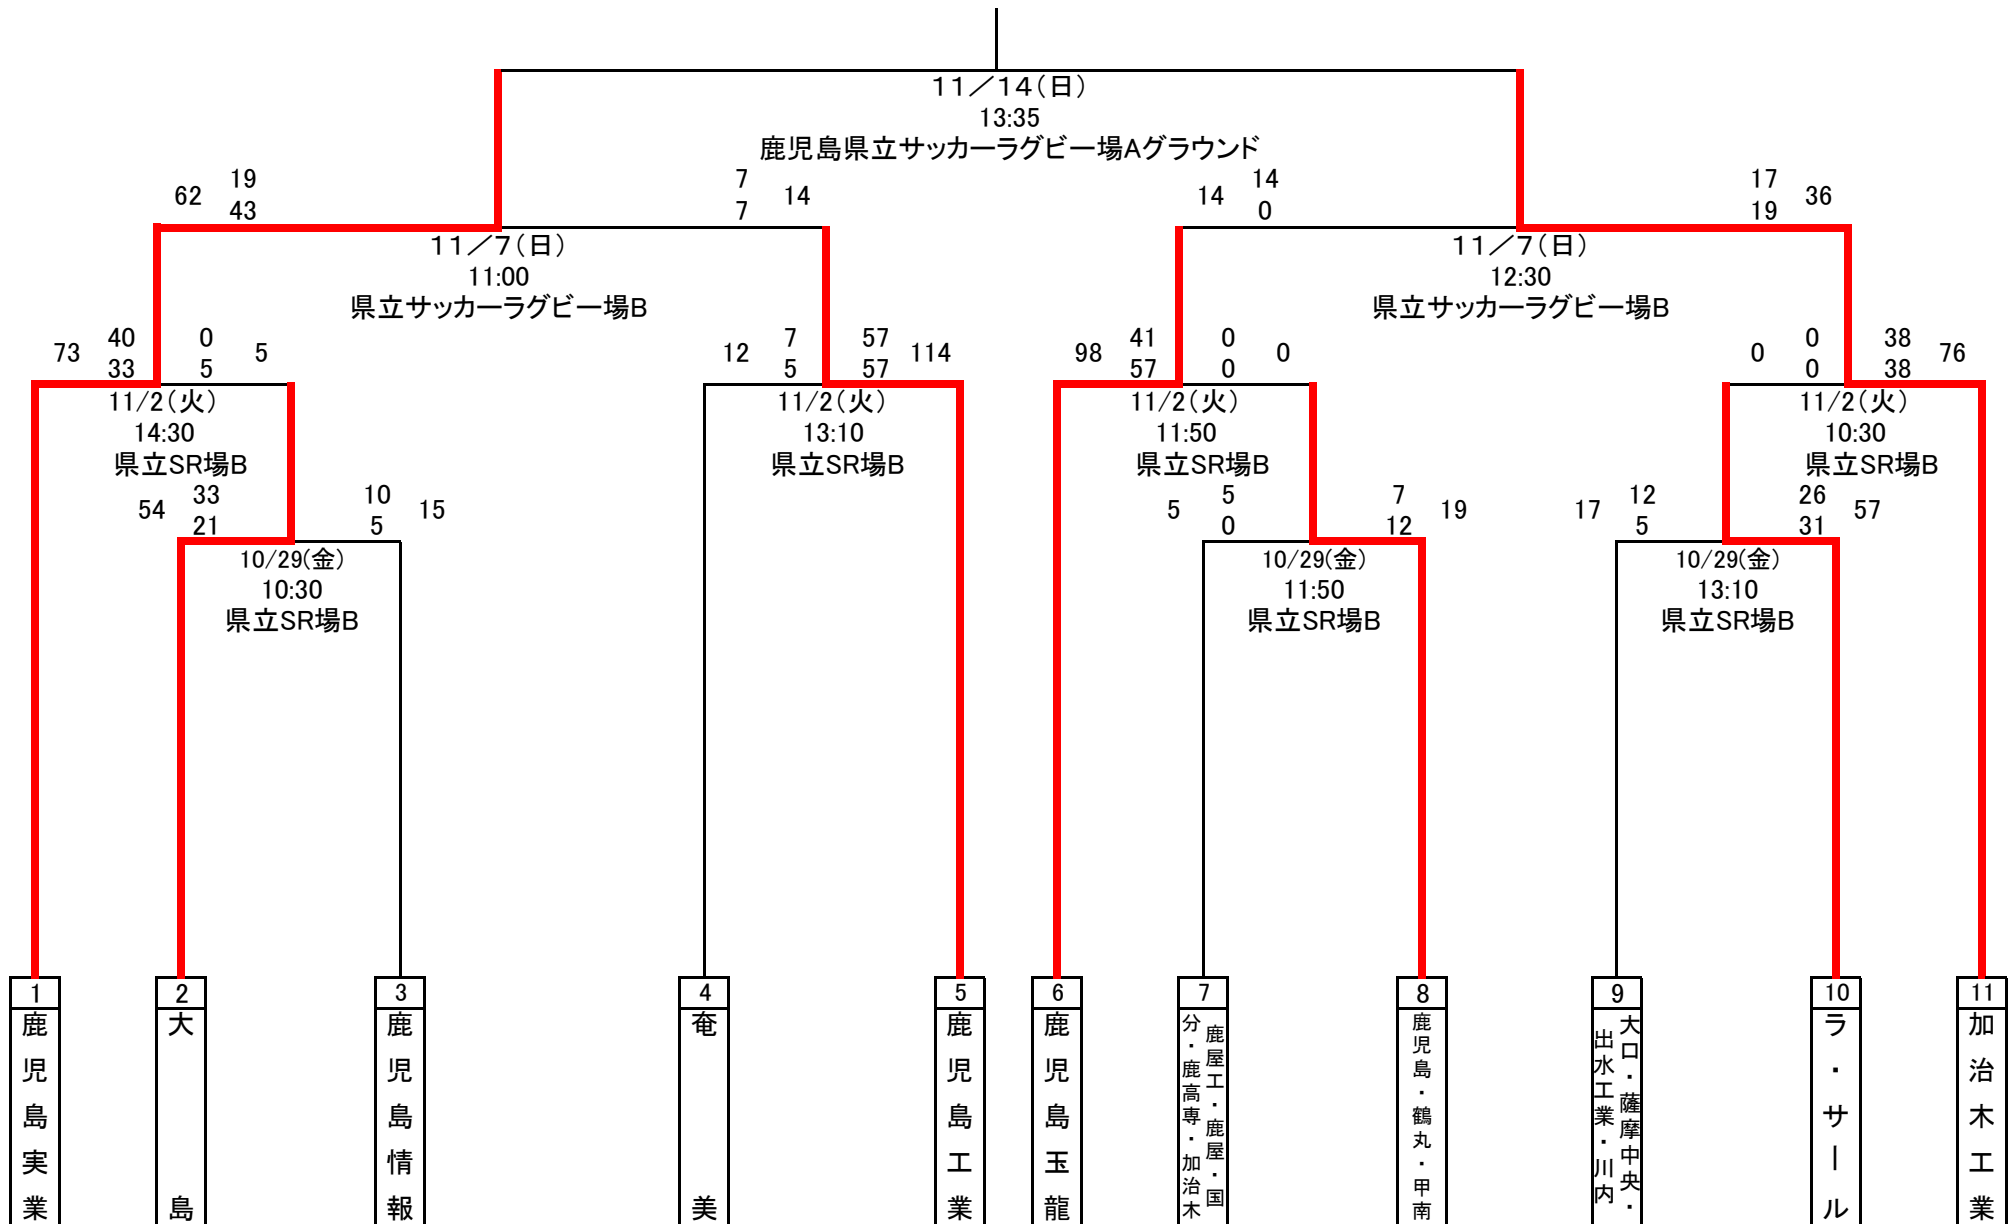 11／14（日）
13:35
鹿児島県立サッカーラグビー場Aグラウンド
62 19 43
7 7 14
14 14 0
17 19 36
11／7（日）
11:00
県立サッカーラグビー場B
11／7（日）
12:30
県立サッカーラグビー場B
73 40 33
0 5 5
12 7 5
57 57 114
98 41 57
0 0 0
0 0 0
38 38 76
11/2（火）
14:30
県立SR場B
11/2（火）
13:10
県立SR場B
11/2（火）
11:50
県立SR場B
11/2（火）
10:30
県立SR場B
54 33 21
10 5 15
5 5 0
7 12 19
17 12 5
26 31 57
10/29(金)
10:30
県立SR場B
10/29(金)
11:50
県立SR場B
10/29(金)
13:10
県立SR場B
1
鹿児島実業
2
大島
3
鹿児島情報
4
奄美
5
鹿児島工業
6
鹿児島玉龍
7
鹿屋工・鹿屋・国
分・鹿高専・加治木
8
鹿児島・鶴丸・甲南
9
大口・薩摩中央・
出水工業・川内
10
ラ・サール
11
加治木工業